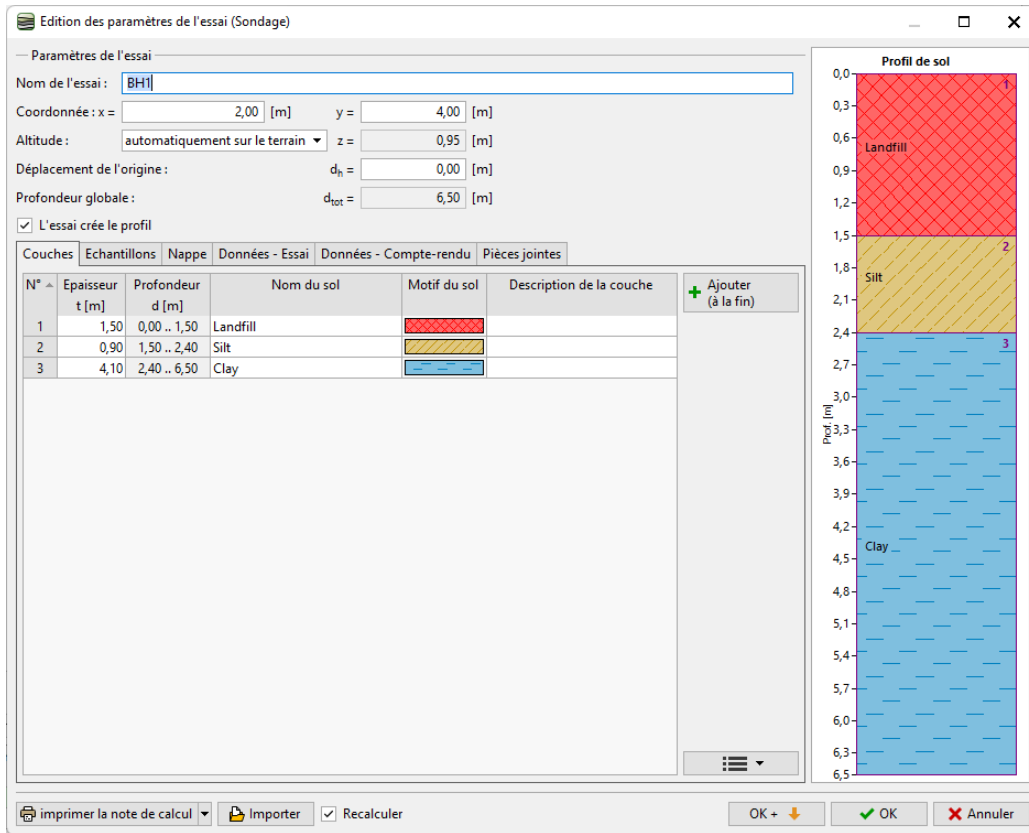 Edition des paramètres de l'essai (Sondage)
Paramètres de l'essai
Nom de l'essai : BH1
Coordonnée : x = 2,00 [m] y = 4,00 [m]
Altitude : automatiquement sur le terrain z = 0,95 [m]
Déplacement de l'origine : dh = 0,00 [m]
Profondeur globale : dtot = 6,50 [m]
L'essai crée le profil
Couches Echantillons Nappe Données - Essai Données - Compte-rendu Pièces jointes
N° Epaisseur Profondeur Nom du sol Motif du sol Description de la couche
t [m] d [m]
1 1,50 0,00 .. 1,50 Landfill
2 0,90 1,50 .. 2,40 Silt
3 4,10 2,40 .. 6,50 Clay
Ajouter
(à la fin)
Profil de sol
0,0
1
0,3
0,6
Landfill
0,9
1,2
1,5
2
1,8
Silt
2,1
2,4
3
2,7
3,0
Prof. [m]
3,3
3,6
3,9
4,2
Clay
4,5
4,8
5,1
5,4
5,7
6,0
6,3
6,5
imprimer la note de calcul Importer Recalculer OK + OK Annuler